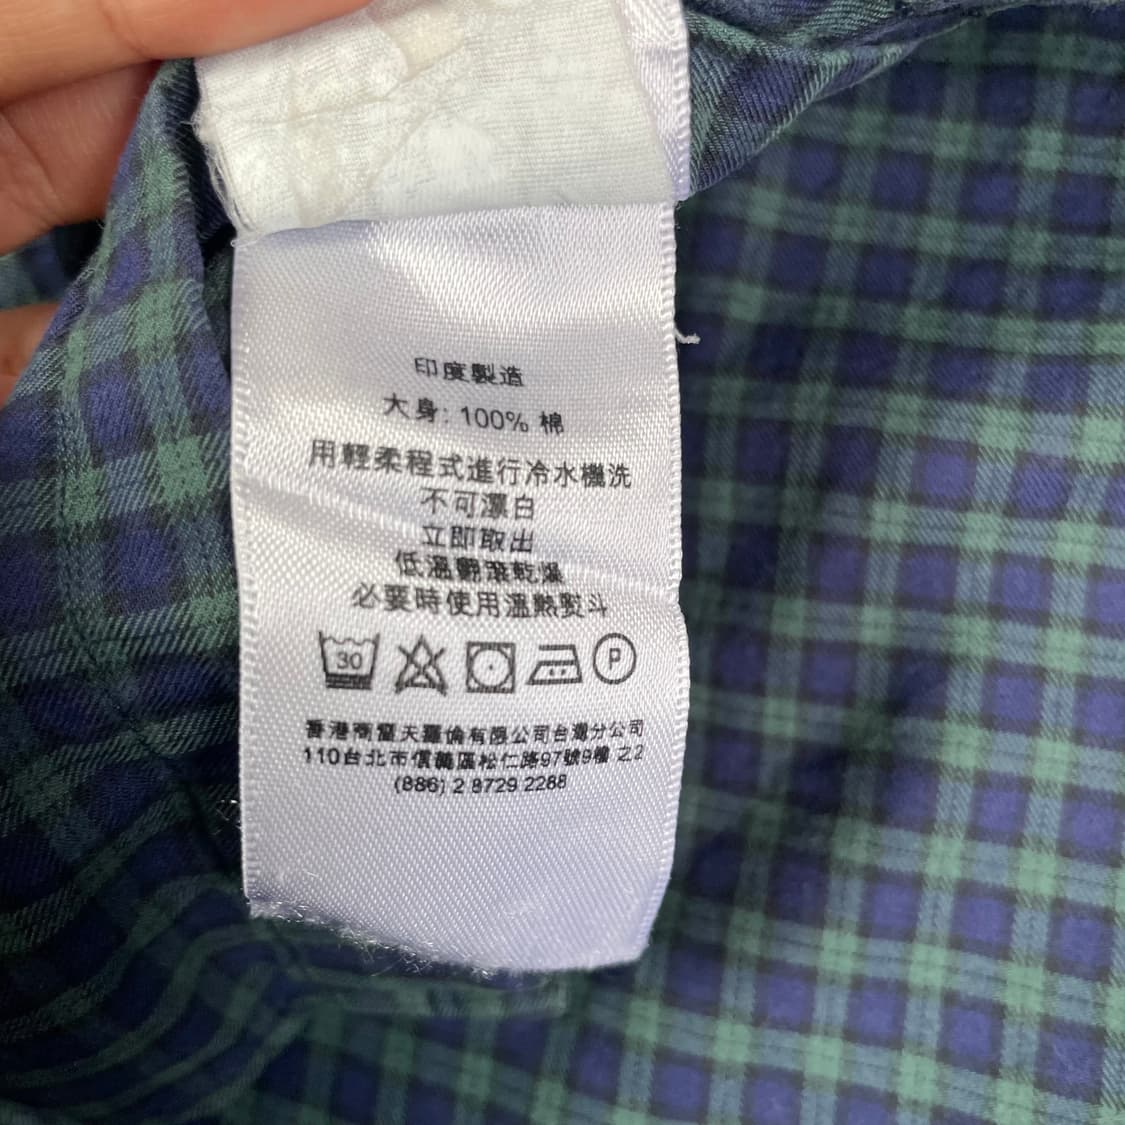 印度製造
大身: 100% 棉
用輕柔程式進行冷水機洗
不可漂白
立即取出
低溫翻滾乾燥
必要時使用溫熱熨斗
30
P
香港商雷夫羅倫有限公司台灣分公司
110台北市信義區松仁路97號9樓 之2
(886) 2 8729 2288